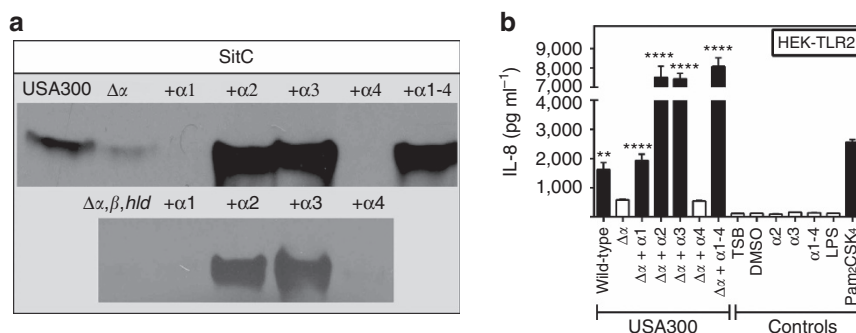 a
SitC
USA300 Δα +α1 +α2 +α3 +α4 +α1-4
Δα,β,hld +α1 +α2 +α3 +α4
b
HEK-TLR2
IL-8 (pg ml⁻¹)
9,000
8,000
7,000
4,000
3,000
2,000
1,000
** **** **** **** ****
Wild-type
Δα
Δα + α1
Δα + α2
Δα + α3
Δα + α4
Δα + α1-4
TSB
DMSO
α2
α3
α1-4
LPS
Pam₂CSK₄
USA300 Controls